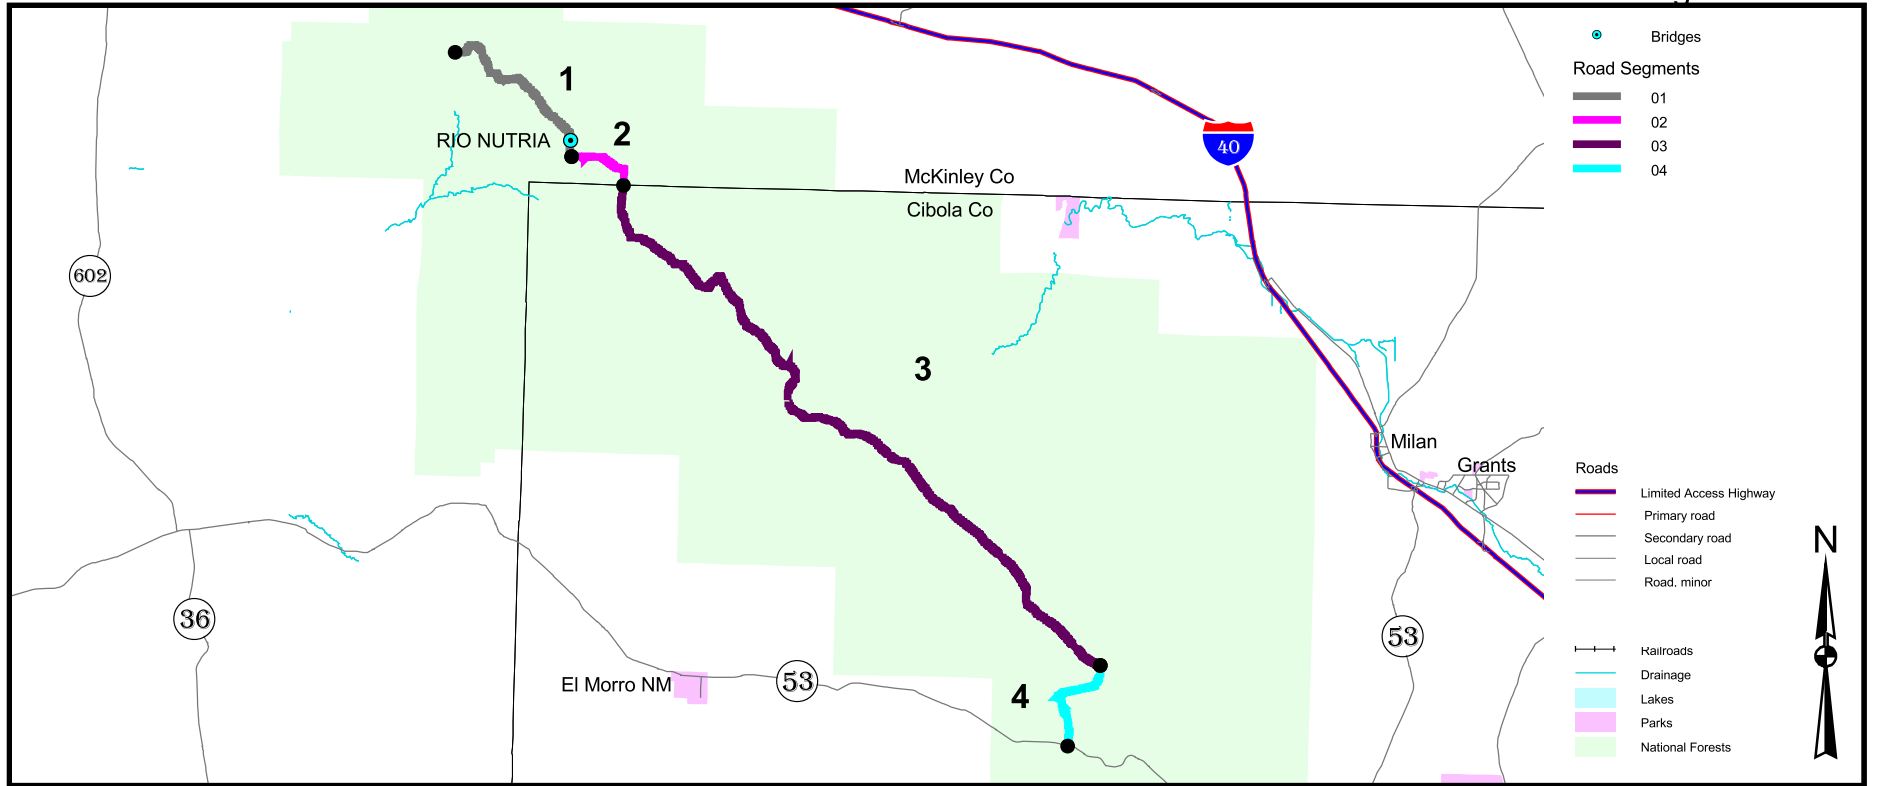 1
2
RIO NUTRIA
40
McKinley Co
Cibola Co
602
3
Milan
Grants
36
53
El Morro NM
53
4
Bridges
Road Segments
01
02
03
04
Roads
Limited Access Highway
Primary road
Secondary road
Local road
Road. minor
N
Railroads
Drainage
Lakes
Parks
National Forests